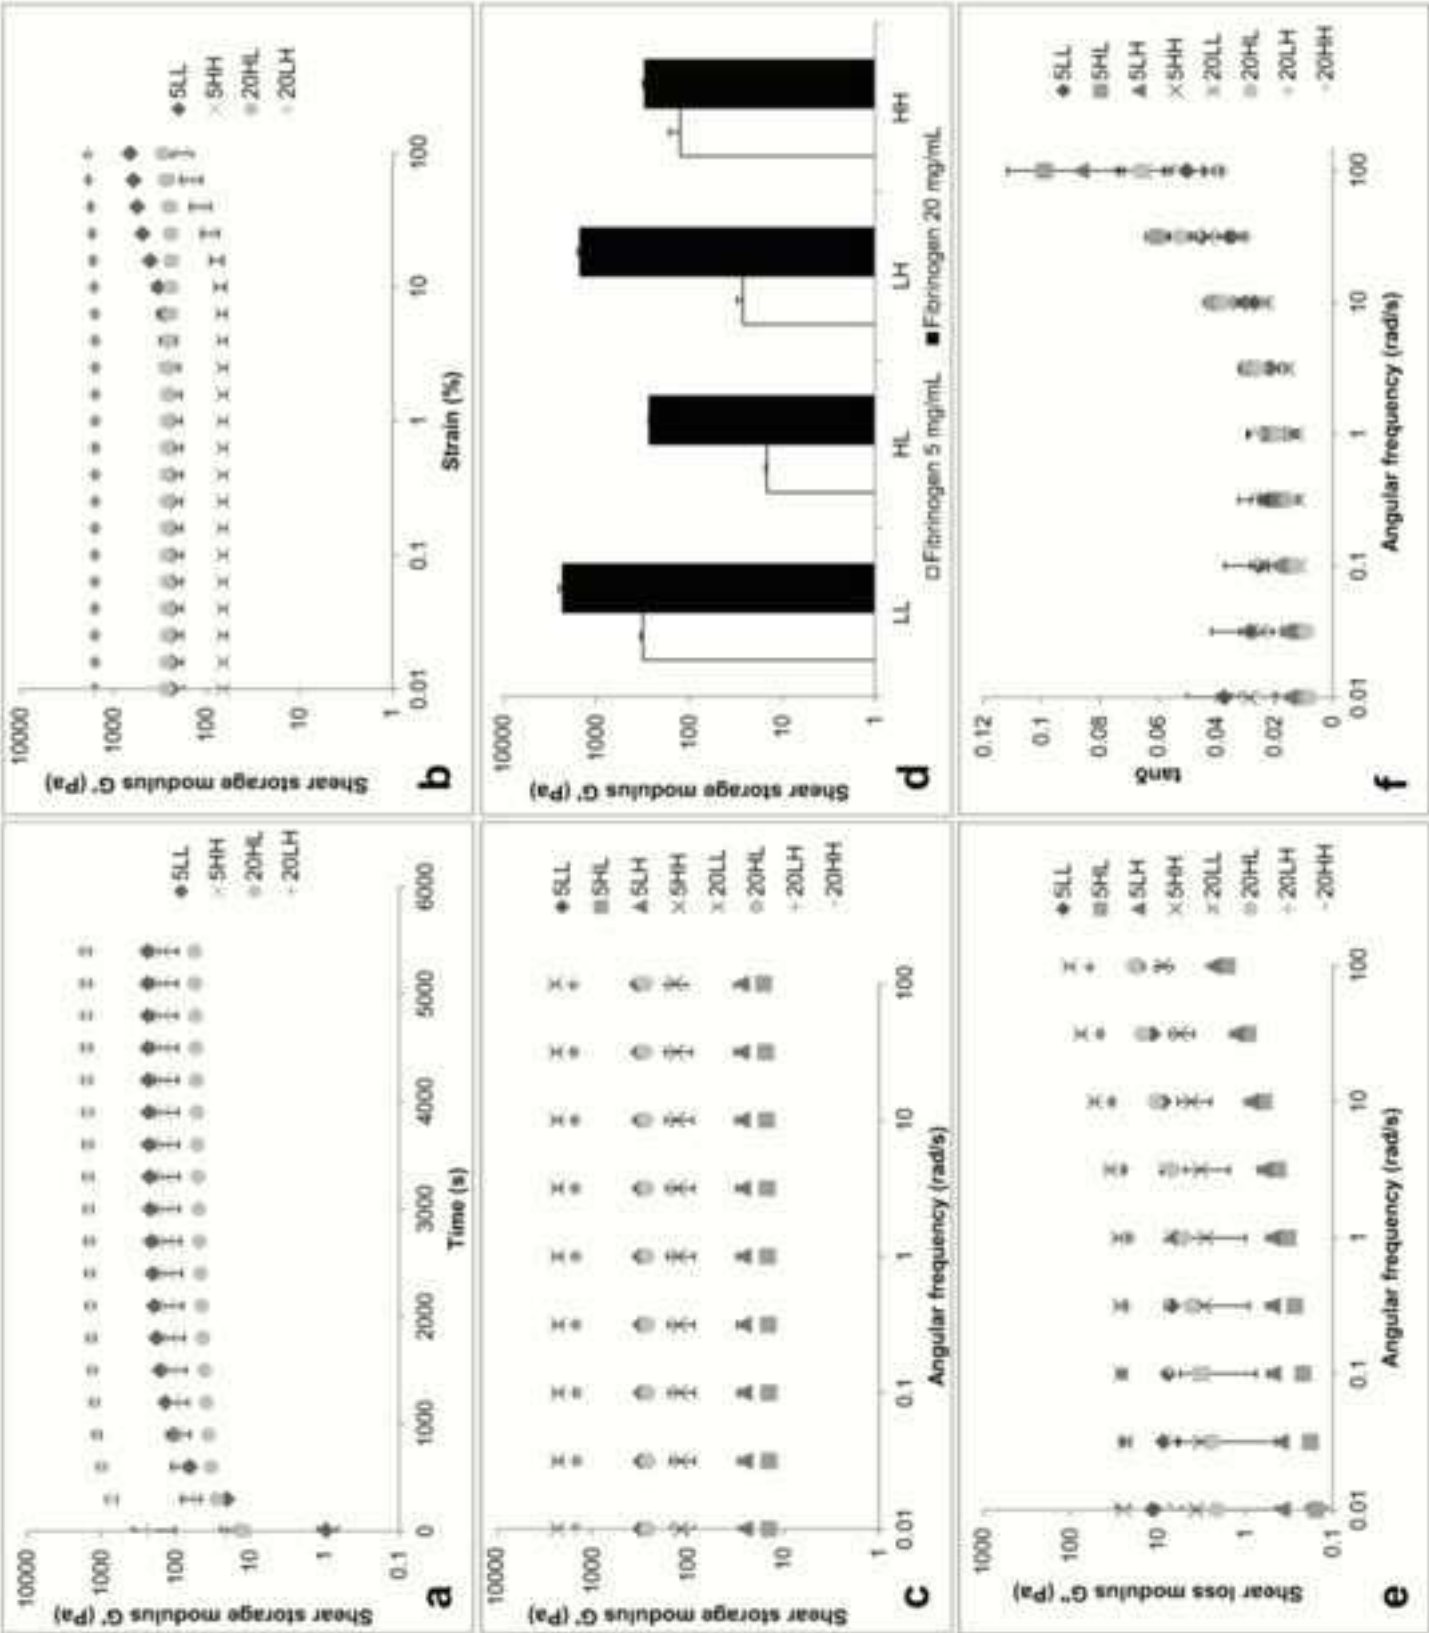 10000
1000
100
10
1
0.1
Shear storage modulus G' (Pa)
0
1000
2000
3000
4000
5000
6000
Time (s)
5LL
5HH
20HL
20LH
a
10000
1000
100
10
1
Shear storage modulus G' (Pa)
0.01
0.1
1
10
100
Strain (%)
5LL
5HH
20HL
20LH
b
10000
1000
100
10
1
Shear storage modulus G' (Pa)
0.01
0.1
1
10
100
Angular frequency (rad/s)
5LL
5HL
5LH
5HH
20LL
20HL
20LH
20HH
c
10000
1000
100
10
1
Shear storage modulus G' (Pa)
LL
HL
LH
HH
Fibrinogen 5 mg/mL
Fibrinogen 20 mg/mL
d
1000
100
10
1
0.1
Shear loss modulus G'' (Pa)
0.01
0.1
1
10
100
Angular frequency (rad/s)
5LL
5HL
5LH
5HH
20LL
20HL
20LH
20HH
e
0.12
0.1
0.08
0.06
0.04
0.02
0
tanδ
0.01
0.1
1
10
100
Angular frequency (rad/s)
5LL
5HL
5LH
5HH
20LL
20HL
20LH
20HH
f